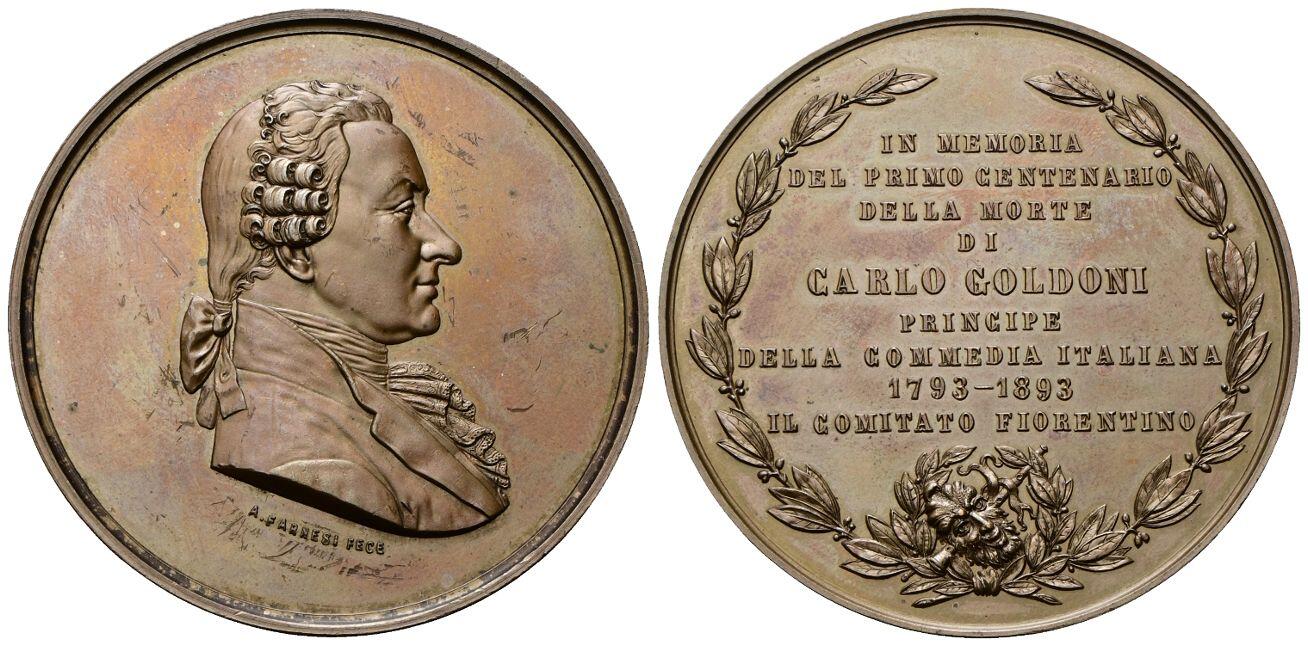 A. FARNESI FECE
IN MEMORIA
DEL PRIMO CENTENARIO
DELLA MORTE
DI
CARLO GOLDONI
PRINCIPE
DELLA COMMEDIA ITALIANA
1793-1893
IL COMITATO FIORENTINO